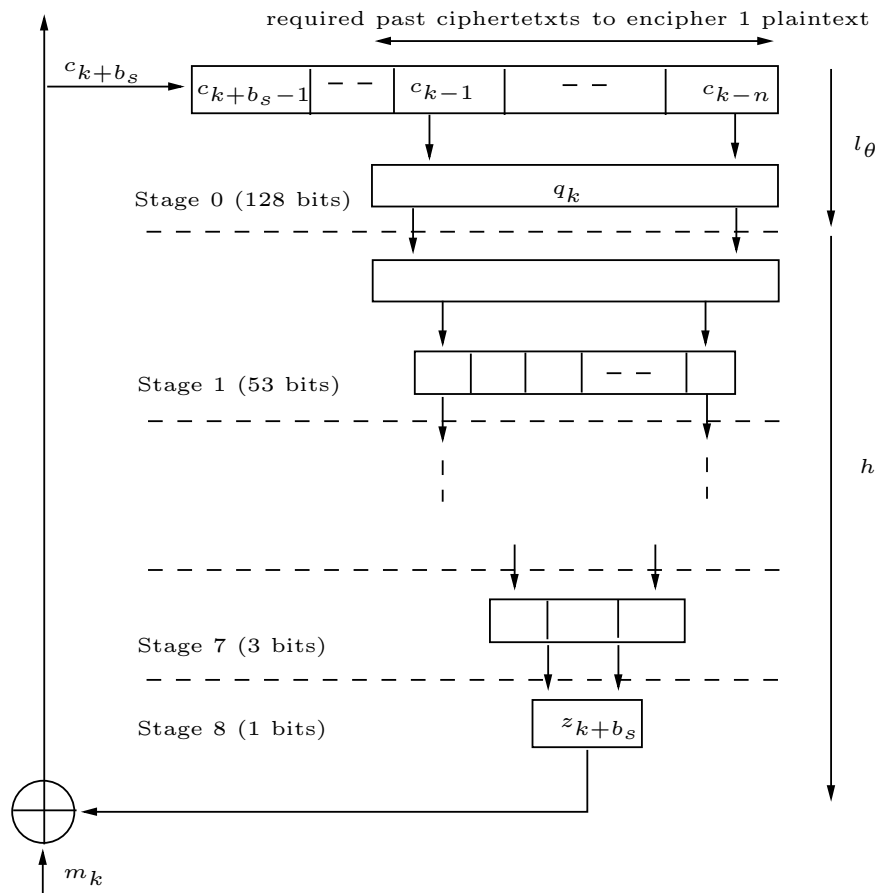 required past ciphertetxts to encipher 1 plaintext
c_{k+b_s}
c_{k+b_s-1} – – c_{k-1} – – c_{k-n}
l_θ
q_k
Stage 0 (128 bits)
Stage 1 (53 bits)
– –
h
Stage 7 (3 bits)
Stage 8 (1 bits)
z_{k+b_s}
m_k